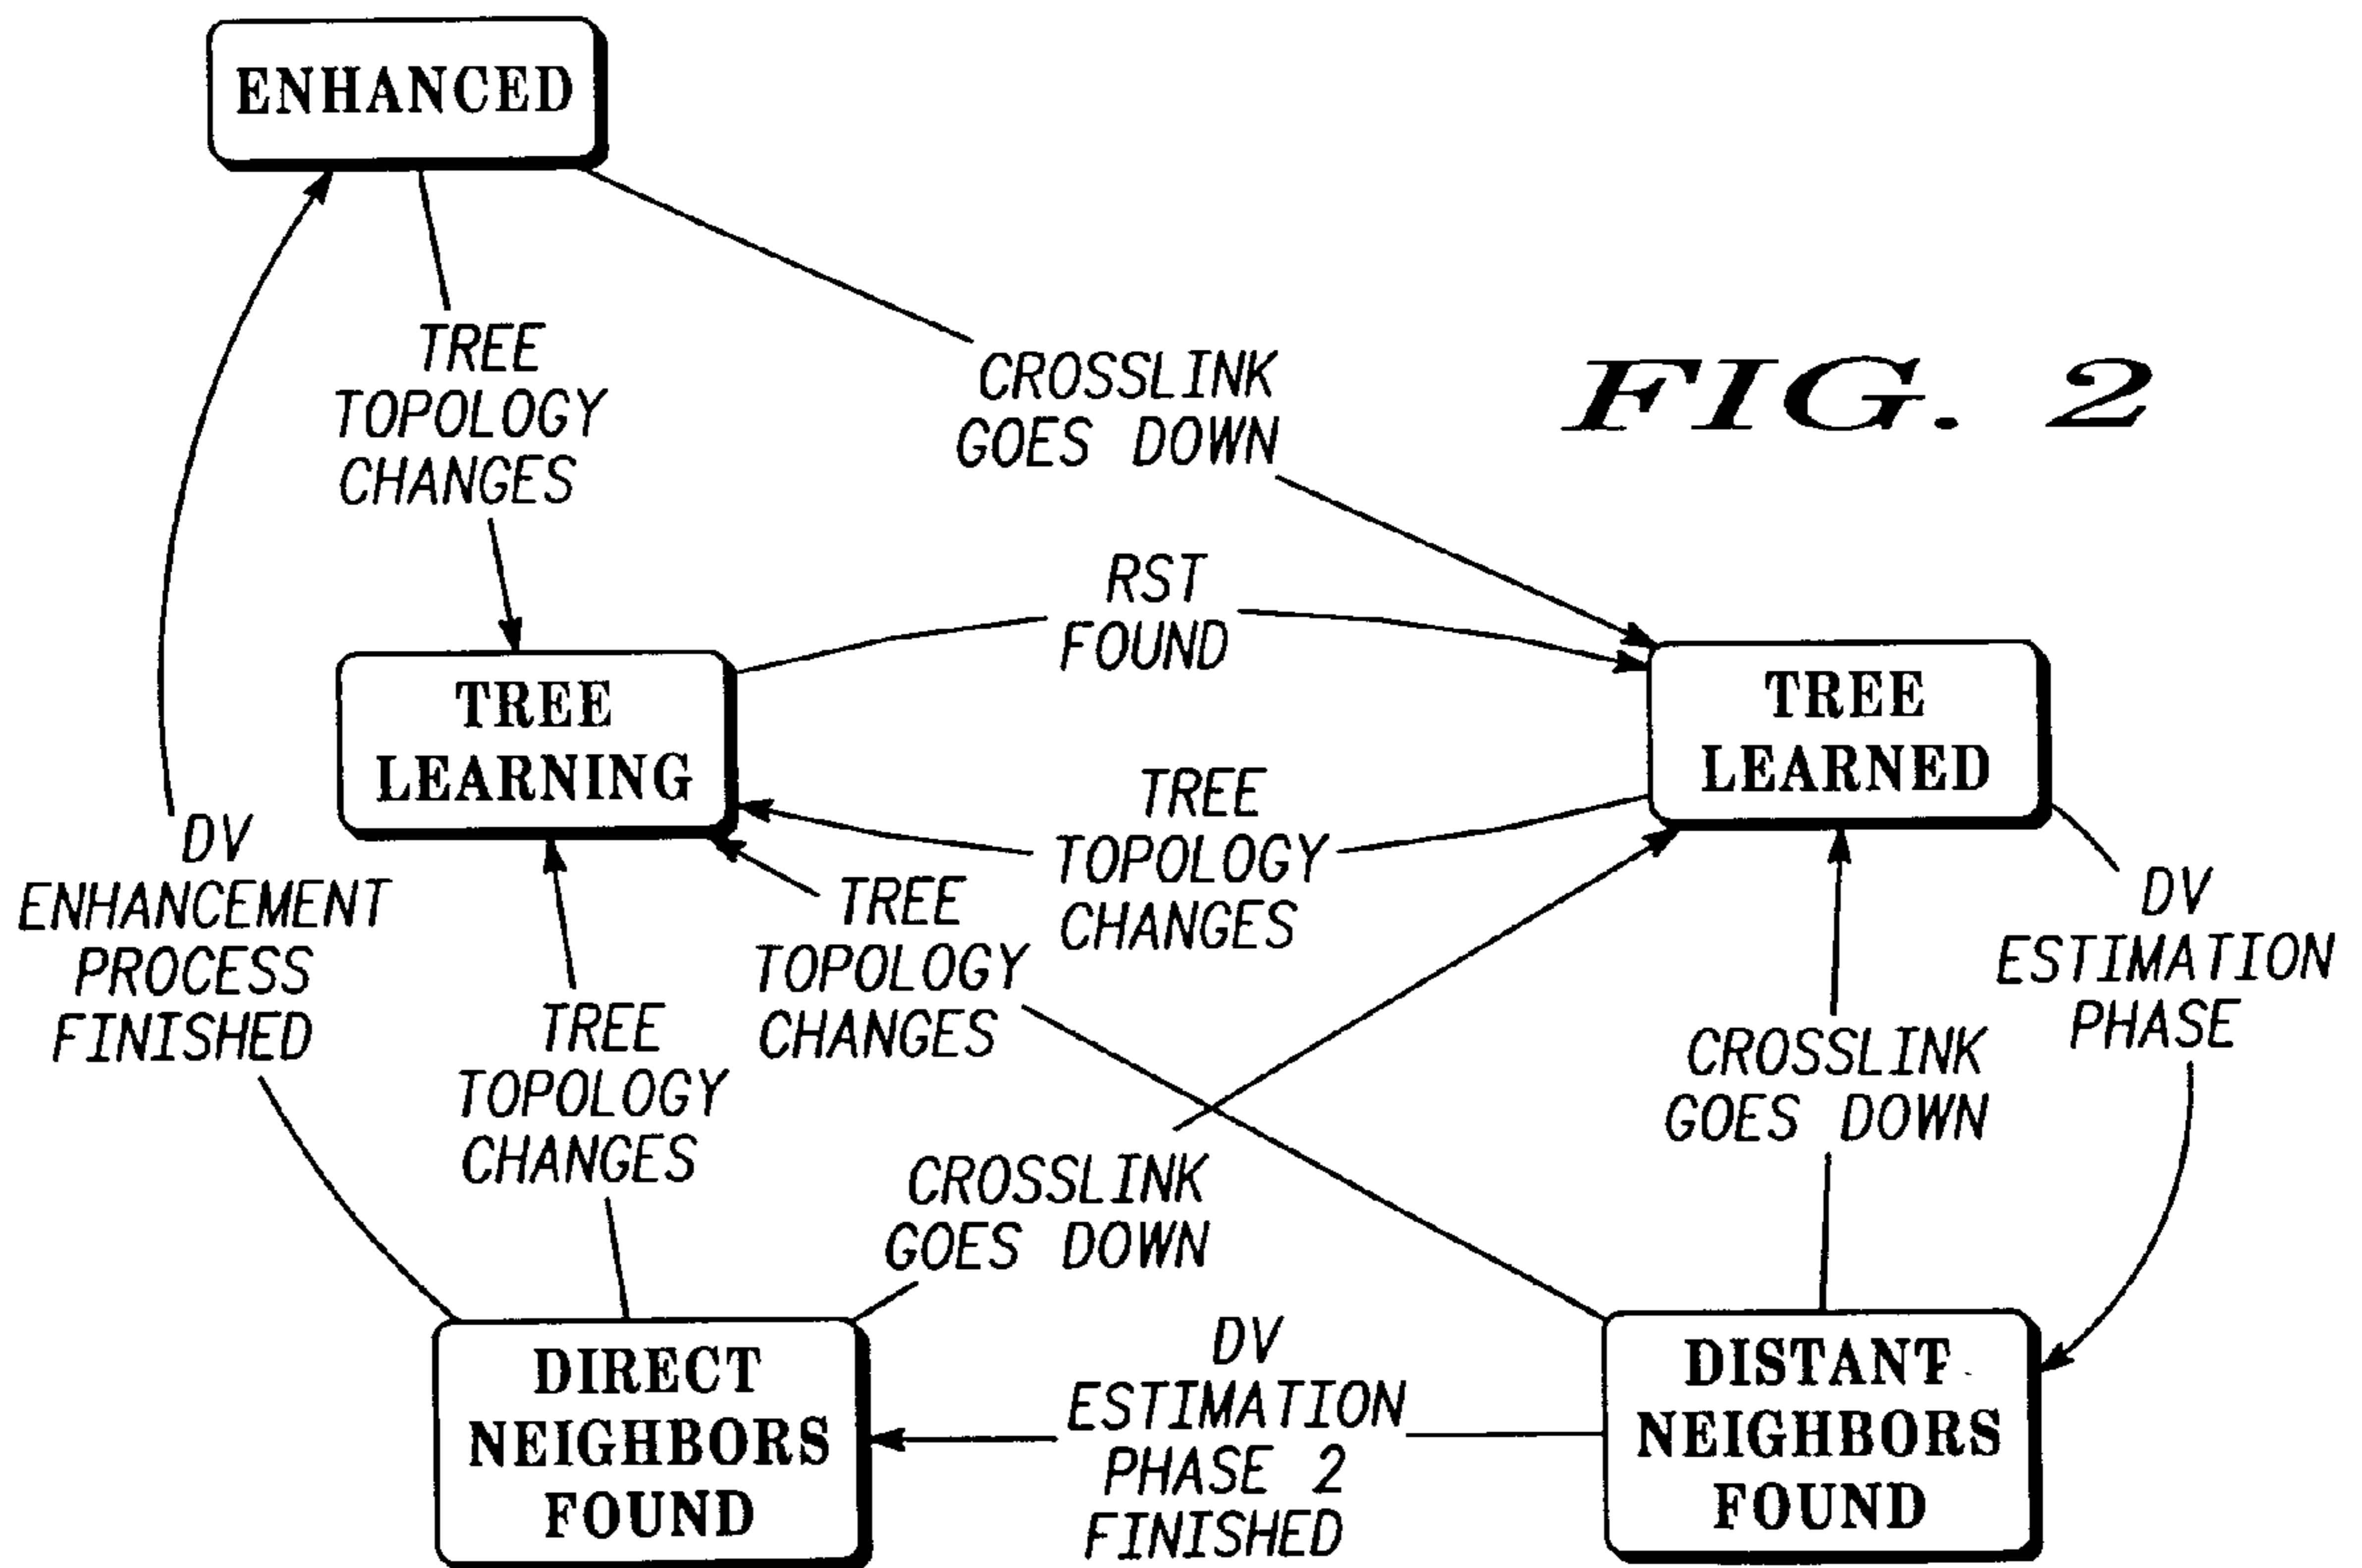 ENHANCED
TREE
TOPOLOGY
CHANGES
CROSSLINK
GOES DOWN
FIG. 2
RST
FOUND
TREE
LEARNING
TREE
LEARNED
TREE
TOPOLOGY
CHANGES
DV
ENHANCEMENT
PROCESS
FINISHED
TREE
TOPOLOGY
CHANGES
TREE
TOPOLOGY
CHANGES
DV
ESTIMATION
PHASE
CROSSLINK
GOES DOWN
CROSSLINK
GOES DOWN
DIRECT
NEIGHBORS
FOUND
DV
ESTIMATION
PHASE 2
FINISHED
DISTANT
NEIGHBORS
FOUND